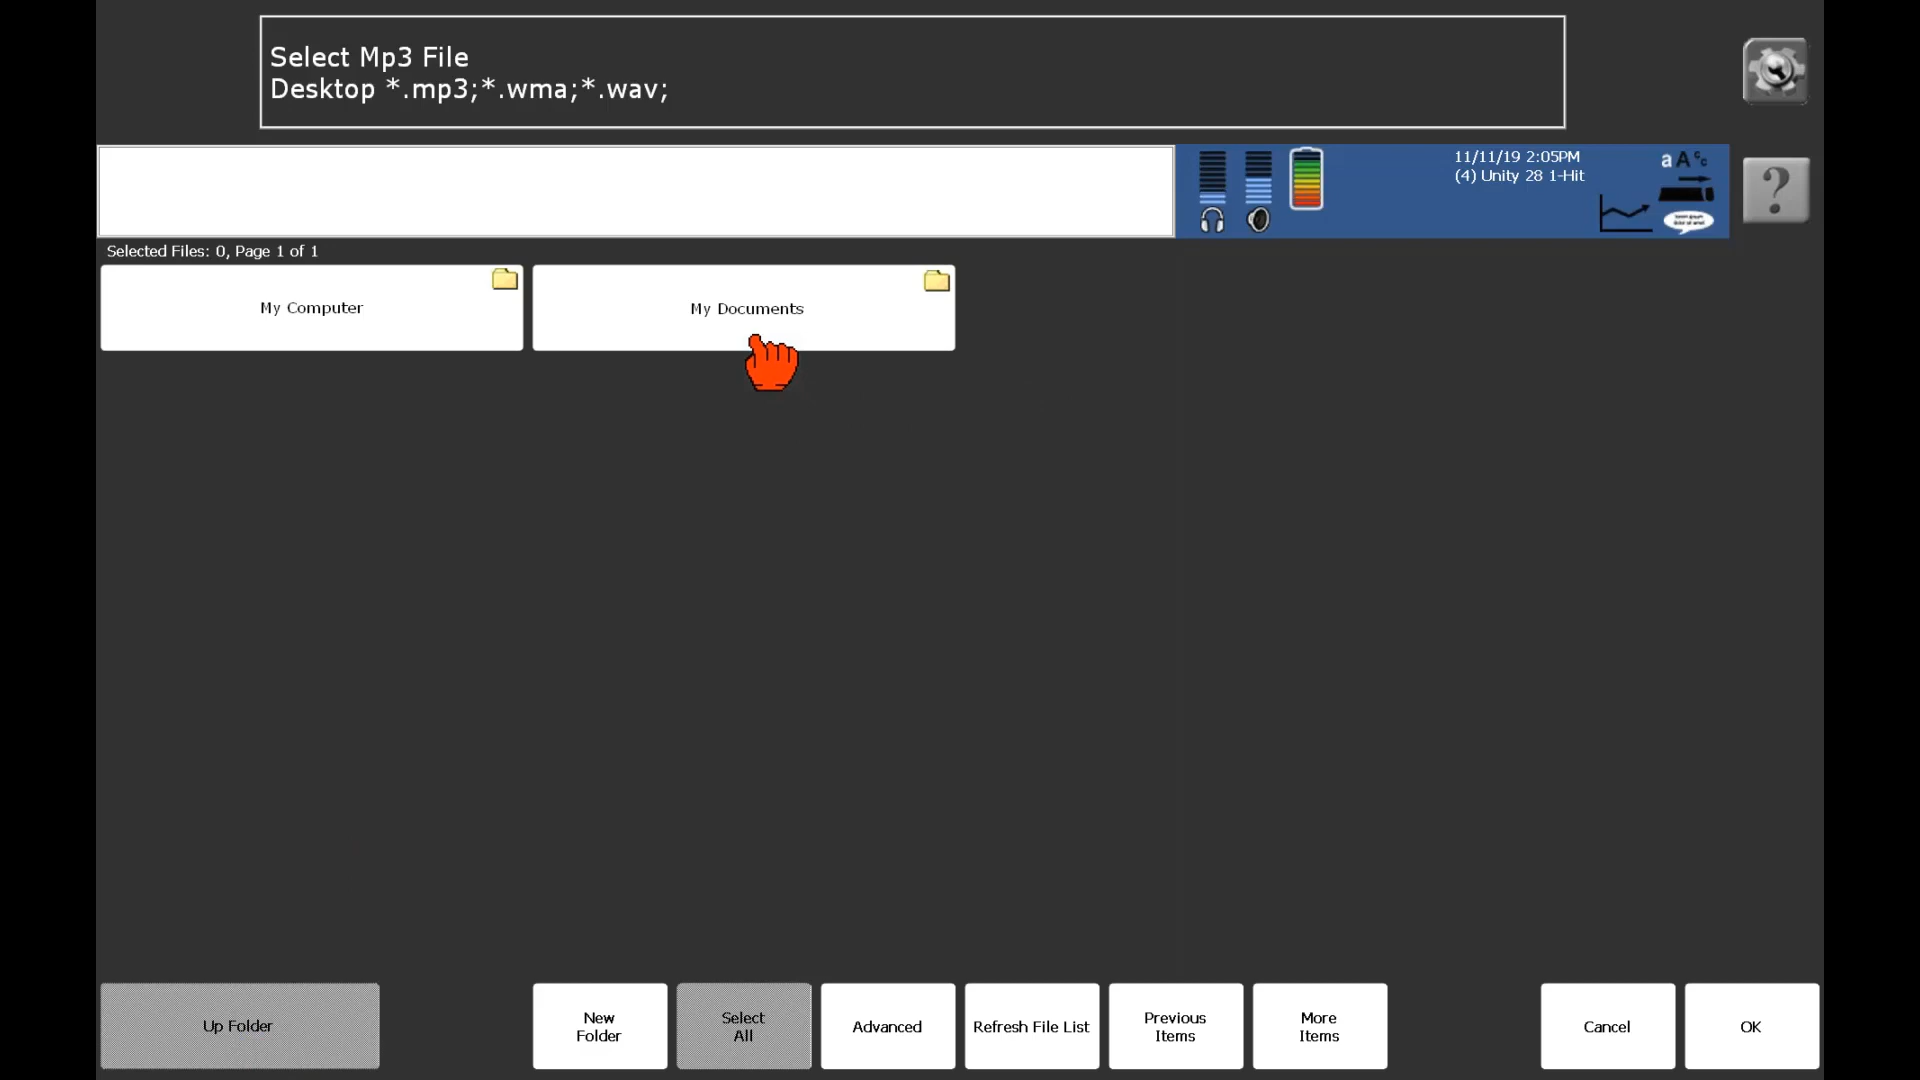 Select Mp3 File
Desktop *.mp3;*.wma;*.wav;
11/11/19 2:05PM
(4) Unity 28 1-Hit
a A c c
?
Selected Files: 0, Page 1 of 1
My Computer
My Documents
Up Folder
New
Folder
Select
All
Advanced
Refresh File List
Previous
Items
More
Items
Cancel
OK